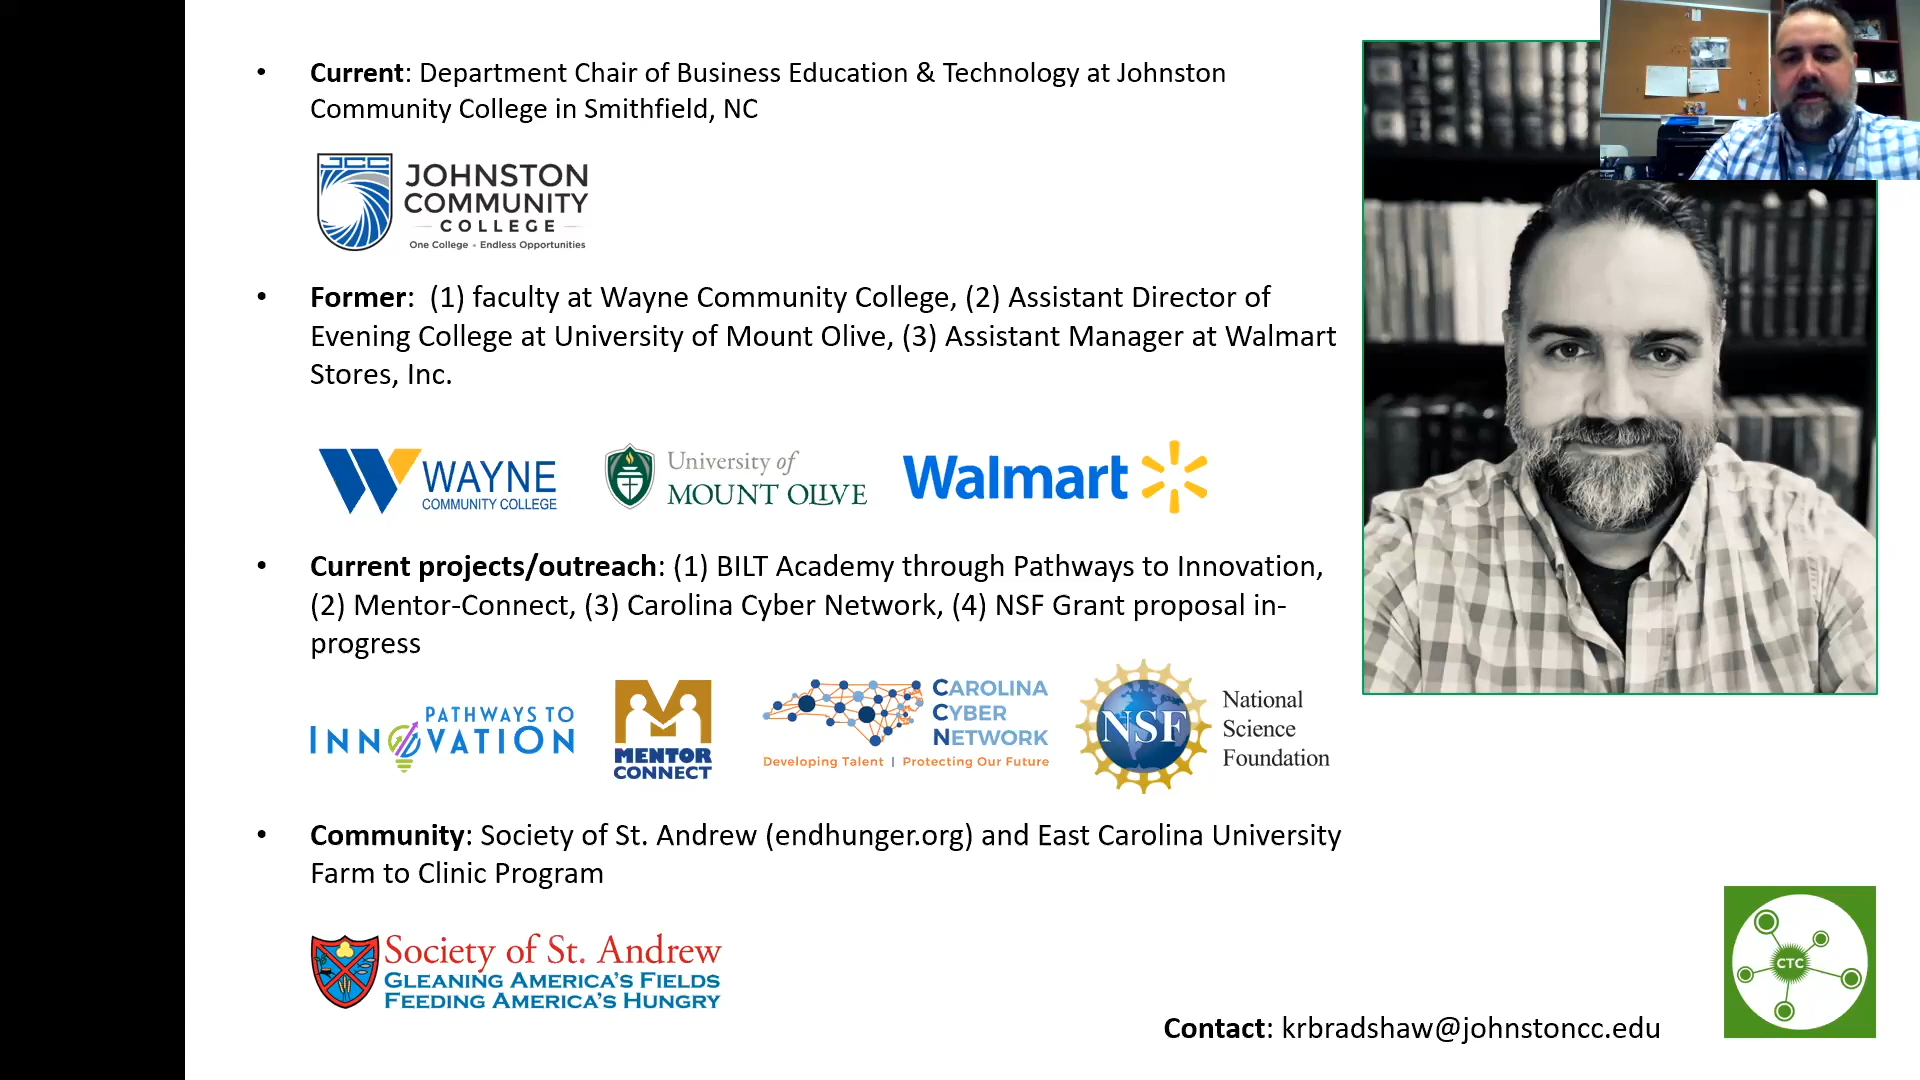 • Current: Department Chair of Business Education & Technology at Johnston
Community College in Smithfield, NC
JCC
JOHNSTON
COMMUNITY
COLLEGE
One College - Endless Opportunities
• Former:  (1) faculty at Wayne Community College, (2) Assistant Director of
Evening College at University of Mount Olive, (3) Assistant Manager at Walmart
Stores, Inc.
WAYNE
COMMUNITY COLLEGE
University of
MOUNT OLIVE
Walmart
• Current projects/outreach: (1) BILT Academy through Pathways to Innovation,
(2) Mentor-Connect, (3) Carolina Cyber Network, (4) NSF Grant proposal in-
progress
PATHWAYS TO
INNOVATION
MENTOR
CONNECT
CAROLINA
CYBER
NETWORK
Developing Talent | Protecting Our Future
NSF
National
Science
Foundation
• Community: Society of St. Andrew (endhunger.org) and East Carolina University
Farm to Clinic Program
Society of St. Andrew
GLEANING AMERICA'S FIELDS
FEEDING AMERICA'S HUNGRY
CTC
Contact: krbradshaw@johnstoncc.edu